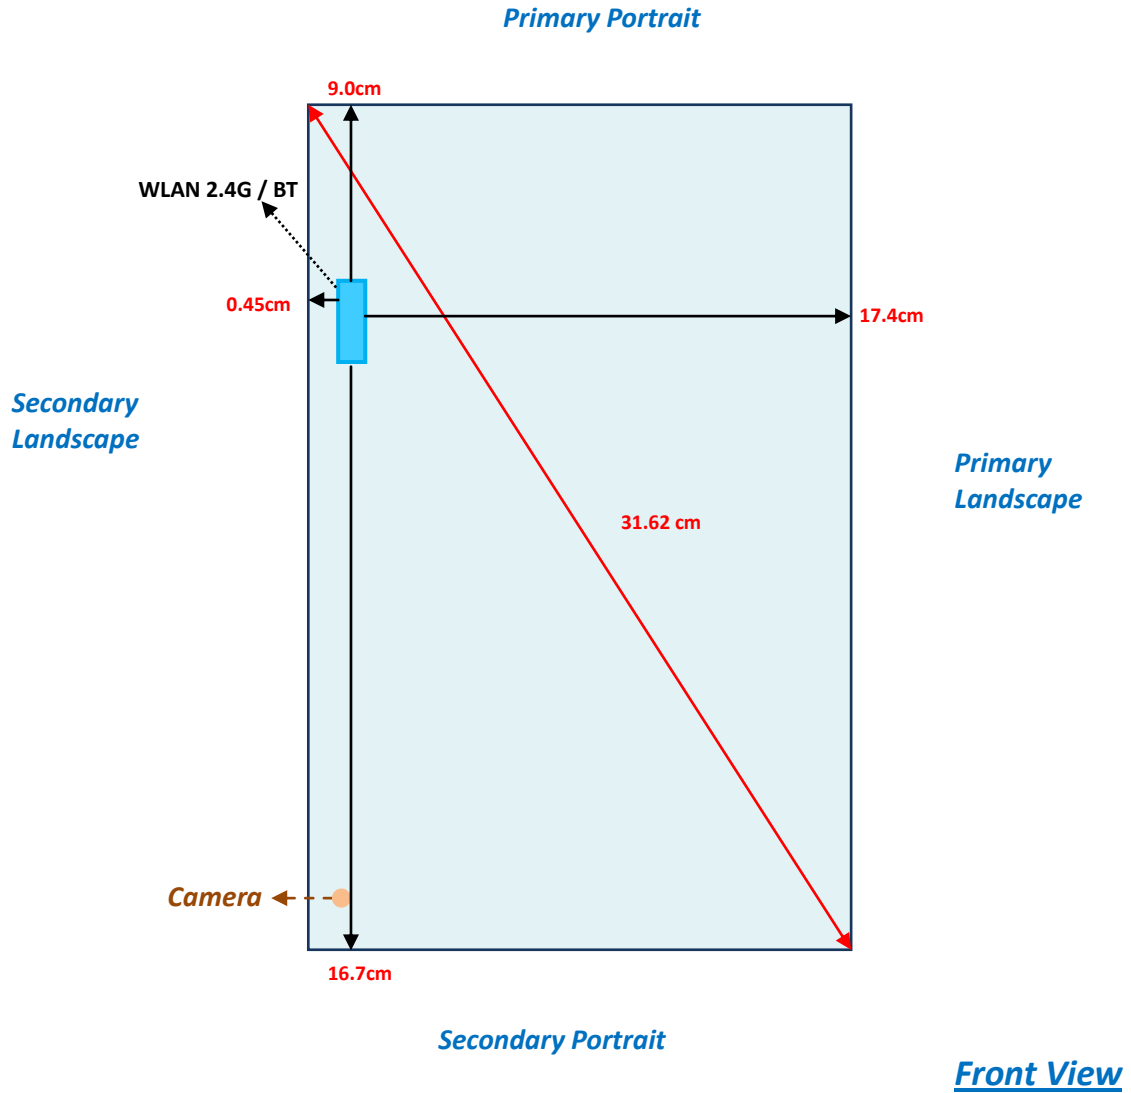 Primary Portrait
9.0cm
WLAN 2.4G / BT
0.45cm
17.4cm
Secondary
Landscape
Primary
Landscape
31.62 cm
Camera
16.7cm
Secondary Portrait
Front View